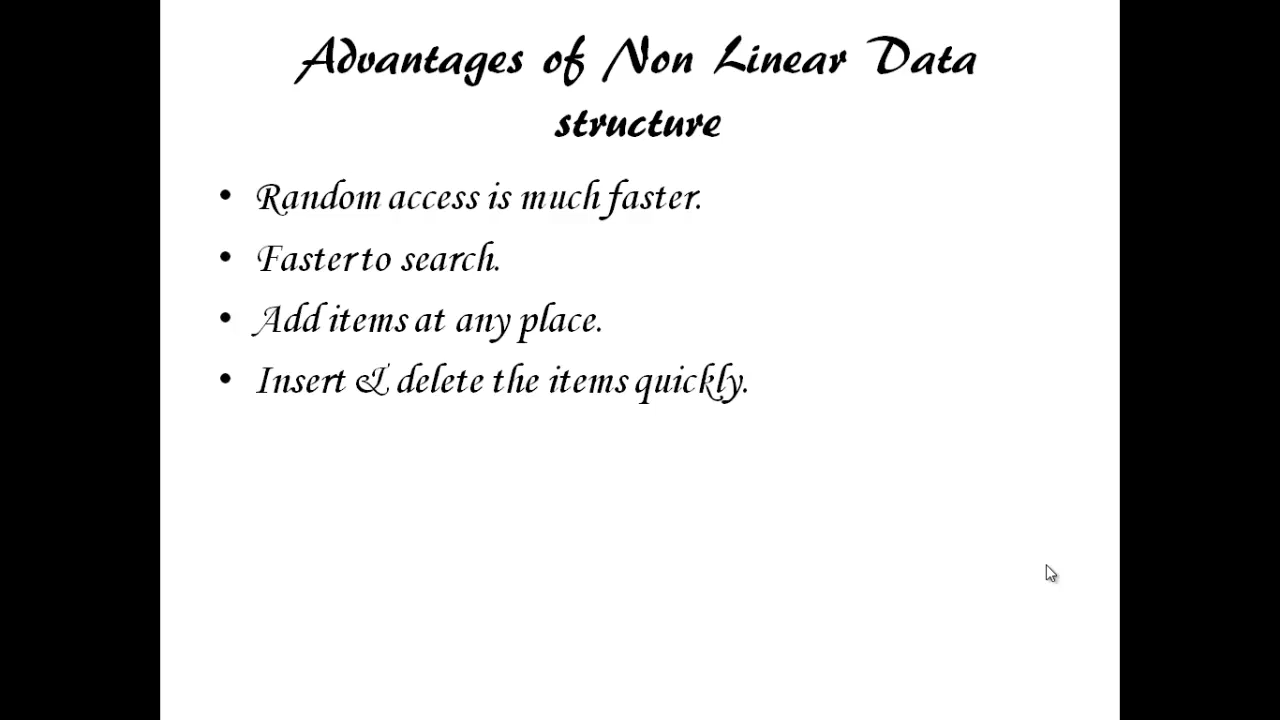 Advantages of Non Linear Data
structure
• Random access is much faster.
• Faster to search.
• Add items at any place.
• Insert & delete the items quickly.